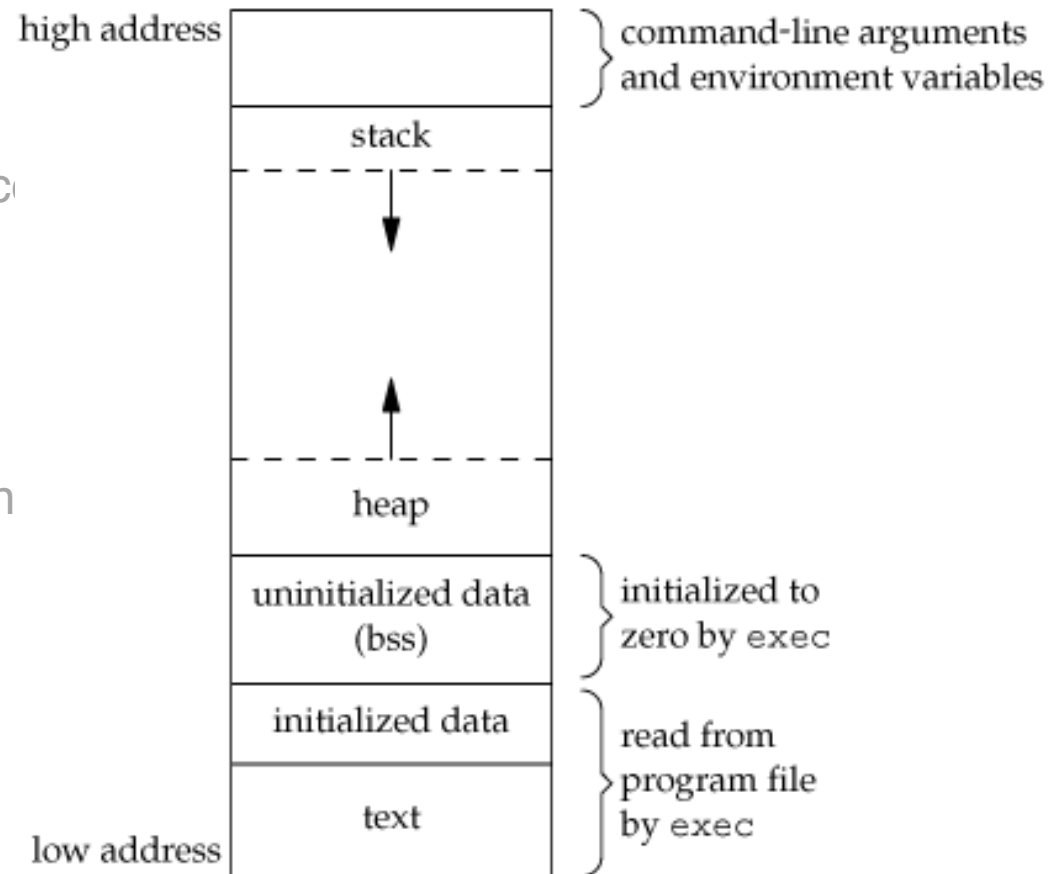 high address
command-line arguments
and environment variables
stack
heap
uninitialized data
(bss)
initialized to
zero by exec
initialized data
read from
program file
by exec
text
low address